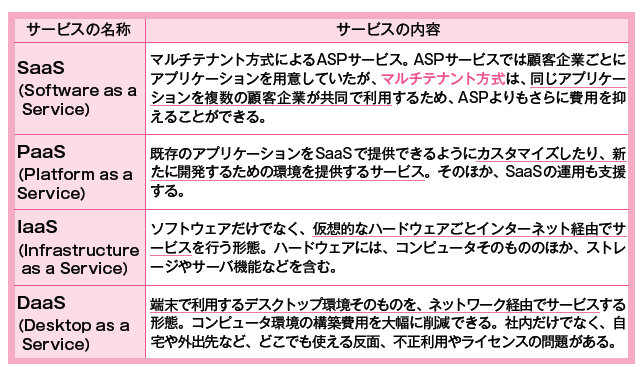 サービスの名称
サービスの内容
SaaS
(Software as a
Service)
マルチテナント方式によるASPサービス。ASPサービスでは顧客企業ごとに
アプリケーションを用意していたが、マルチテナント方式は、同じアプリケー
ションを複数の顧客企業が共同で利用するため、ASPよりもさらに費用を抑
えることができる。
PaaS
(Platform as a
Service)
既存のアプリケーションをSaaSで提供できるようにカスタマイズしたり、新
たに開発するための環境を提供するサービス。そのほか、SaaSの運用も支援
する。
IaaS
(Infrastructure
as a Service)
ソフトウェアだけでなく、仮想的なハードウェアごとインターネット経由でサ
ービスを行う形態。ハードウェアには、コンピュータそのもののほか、ストレ
ージやサーバ機能などを含む。
DaaS
(Desktop as a
Service)
端末で利用するデスクトップ環境そのものを、ネットワーク経由でサービスする
形態。コンピュータ環境の構築費用を大幅に削減できる。社内だけでなく、自
宅や外出先など、どこでも使える反面、不正利用やライセンスの問題がある。